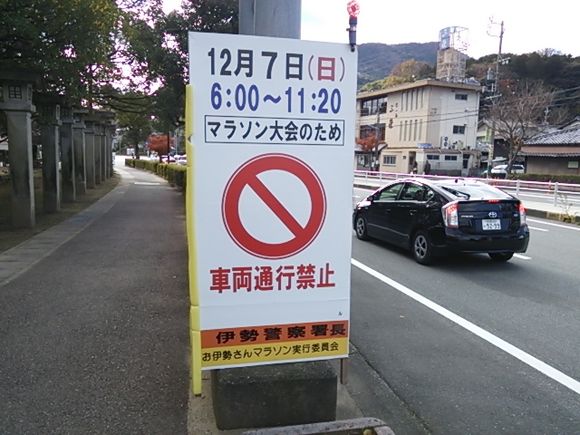 12月7日(日)
6:00〜11:20
マラソン大会のため
車両通行禁止
伊勢警察署長
お伊勢さんマラソン実行委員会